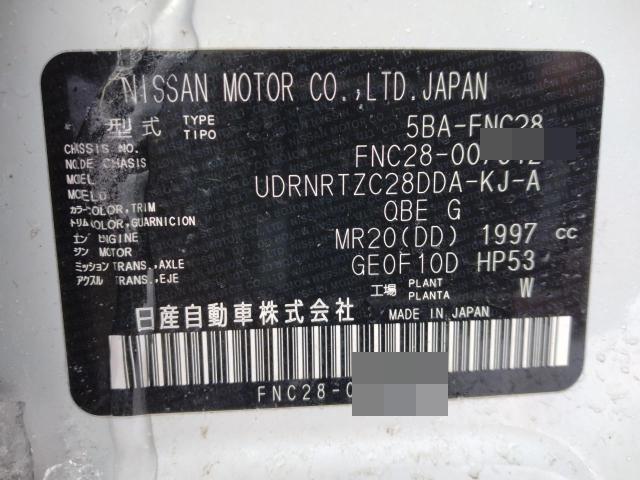 NISSAN MOTOR CO.,LTD.JAPAN
型式 TYPE TIPO 5BA-FNC28
CHASSIS NO.
NO.DE CHASIS FNC28-00
MODEL
MODELO UDRNRTZC28DDA-KJ-A
カラー COLOR,TRIM
トリム COLOR,GUARNICION QBE G
エン ENGINE
ジン MOTOR MR20(DD) 1997 CC
ミッション TRANS.,AXLE
アクスル TRANS.,EJE GE0F10D HP53
工場 PLANT PLANTA W
日産自動車株式会社 MADE IN JAPAN
FNC28-0